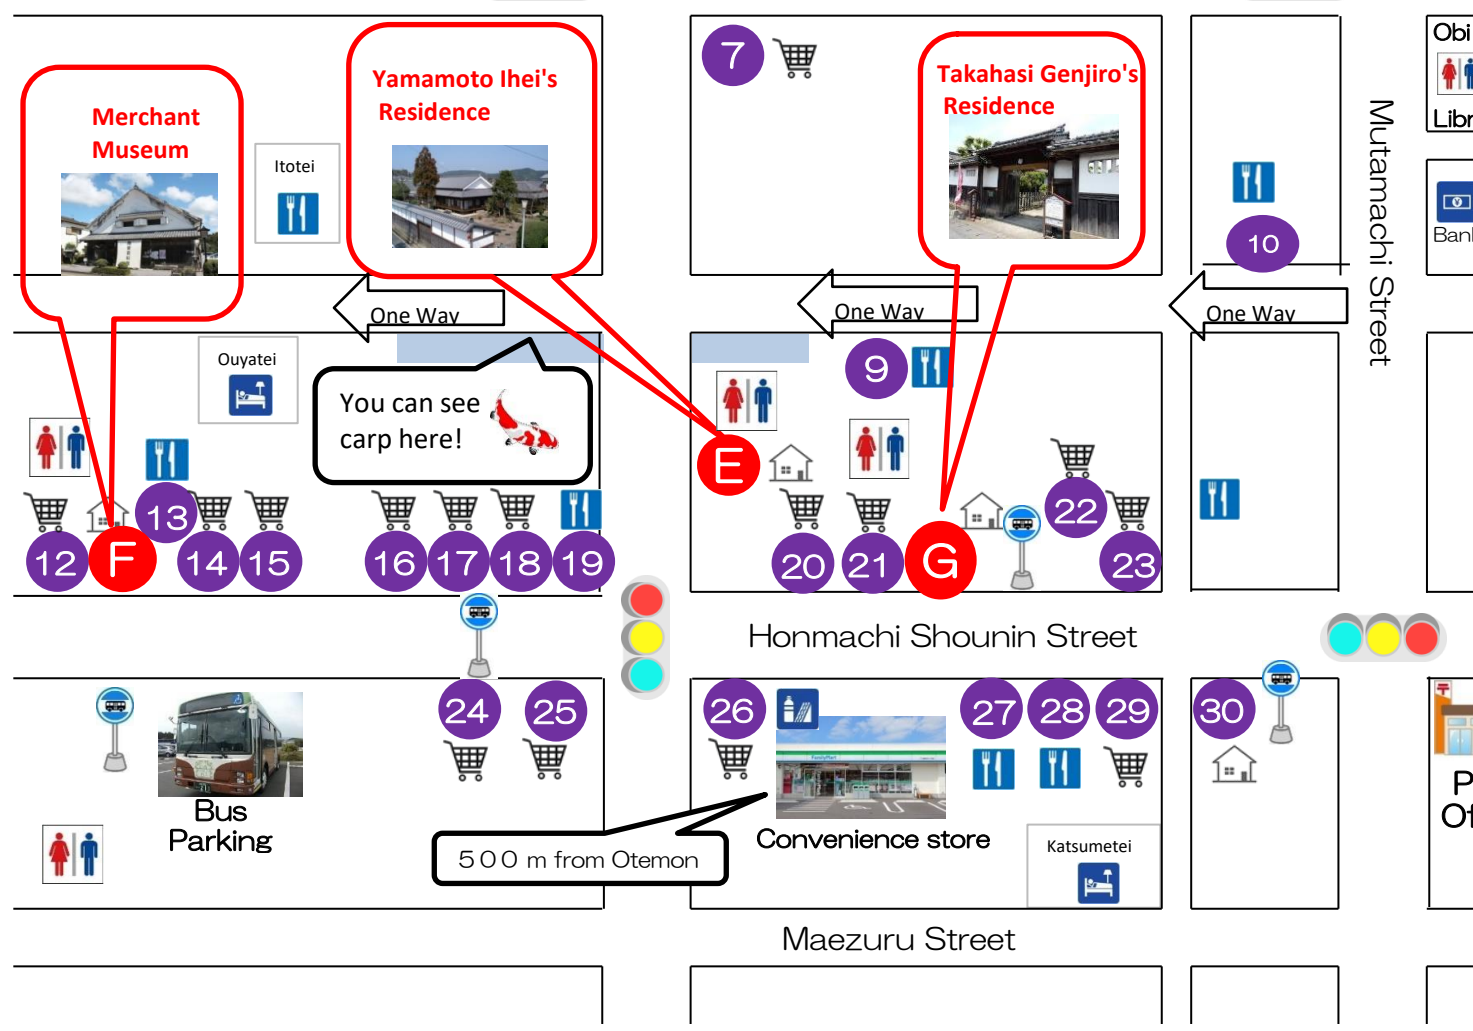 Merchant
Museum
Yamamoto Ihei's
Residence
Takahasi Genjiro's
Residence
Itotei
7
10
Obi
Libr
Mutamachi Street
Bank
One Way
One Way
One Way
Ouyatei
You can see
carp here!
9
E
13
22
12
F
14
15
16
17
18
19
20
21
G
23
Honmachi Shounin Street
24
25
26
27
28
29
30
FamilyMart
Bus
Parking
Convenience store
500 m from Otemon
Katsumetei
P
Of
Maezuru Street